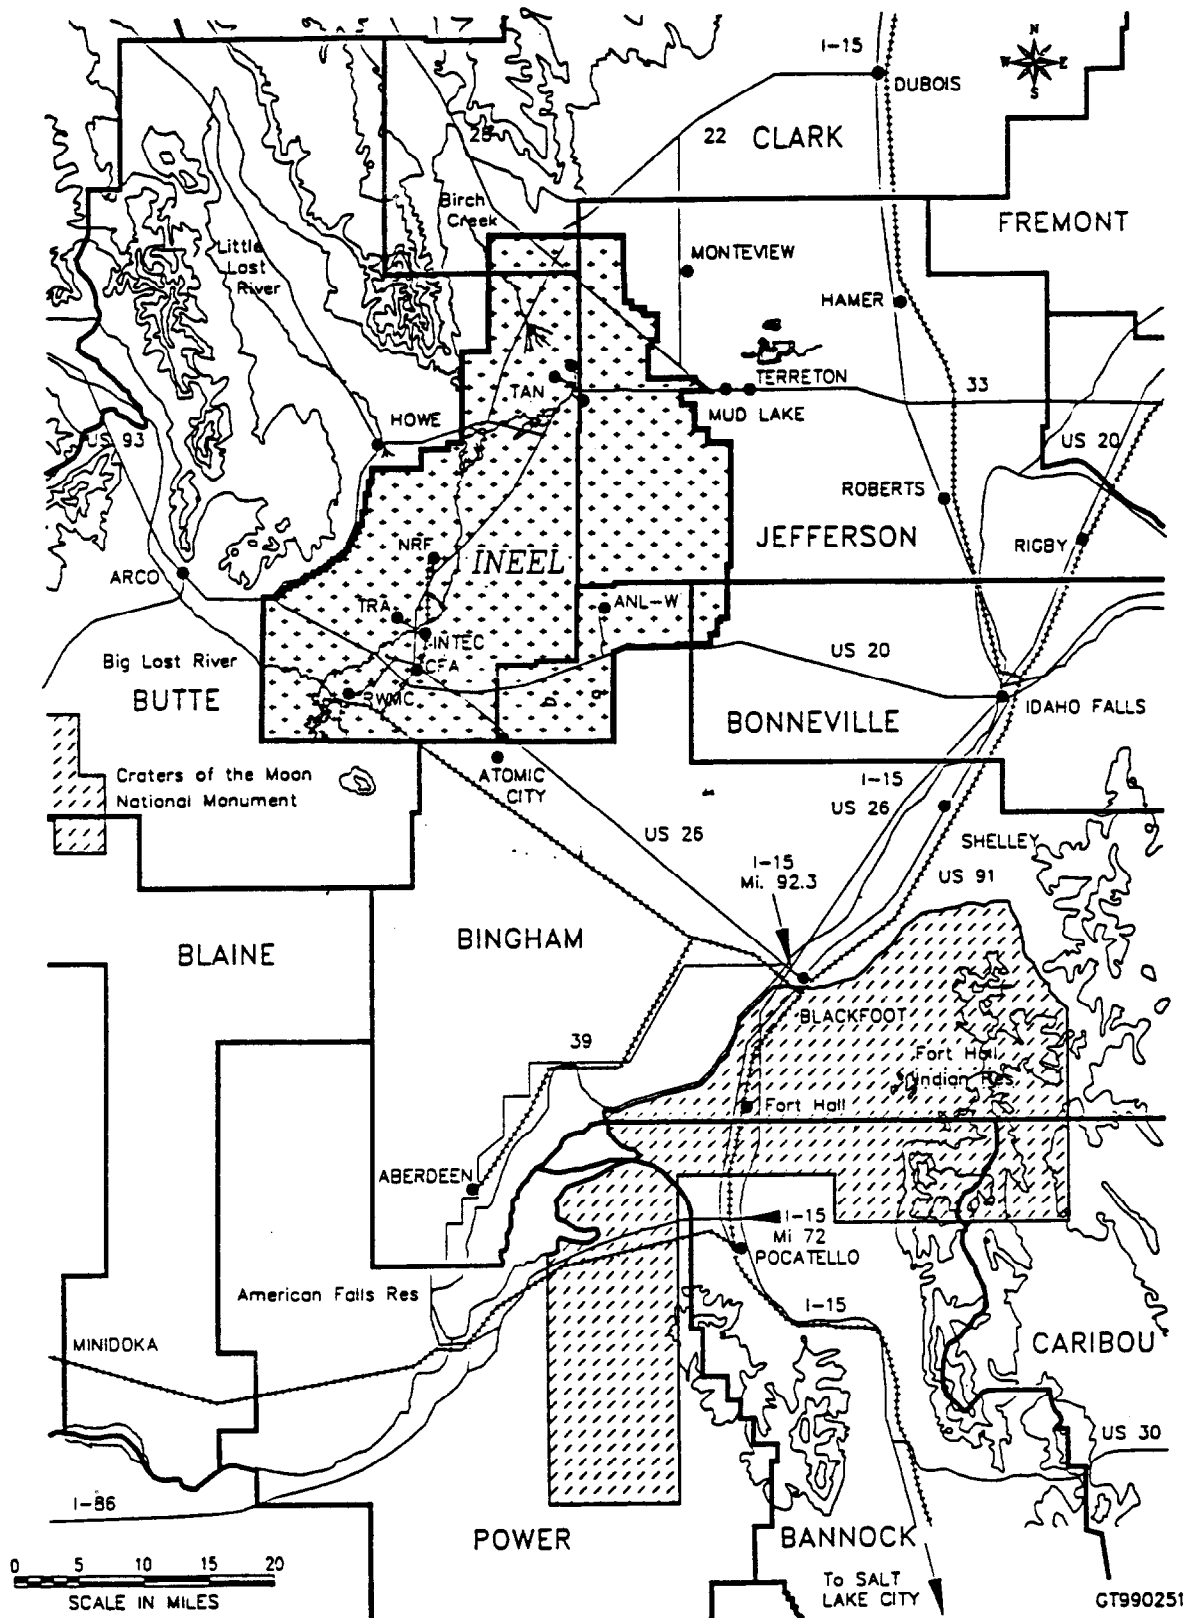 I-15
N
W E
S
DUBOIS
28
22
CLARK
Birch
Creek
FREMONT
Little
Lost
River
MONTEVIEW
HAMER
TAN
TERRETON
33
MUD LAKE
HOWE
US 93
US 20
ROBERTS
JEFFERSON
RIGBY
NRF
INEEL
ARCO
TRA
ANL-W
INTEC
CFA
Big Lost River
US 20
RWMC
BUTTE
BONNEVILLE
IDAHO FALLS
Craters of the Moon
National Monument
ATOMIC
CITY
I-15
US 26
US 26
SHELLEY
I-15
Mi. 92.3
US 91
BLAINE
BINGHAM
BLACKFOOT
39
Fort Hall
Indian Res.
Fort Hall
ABERDEEN
I-15
Mi 72
POCATELLO
American Falls Res
I-15
MINIDOKA
CARIBOU
US 30
I-86
POWER
BANNOCK
0 5 10 15 20
SCALE IN MILES
To SALT
LAKE CITY
GT990251